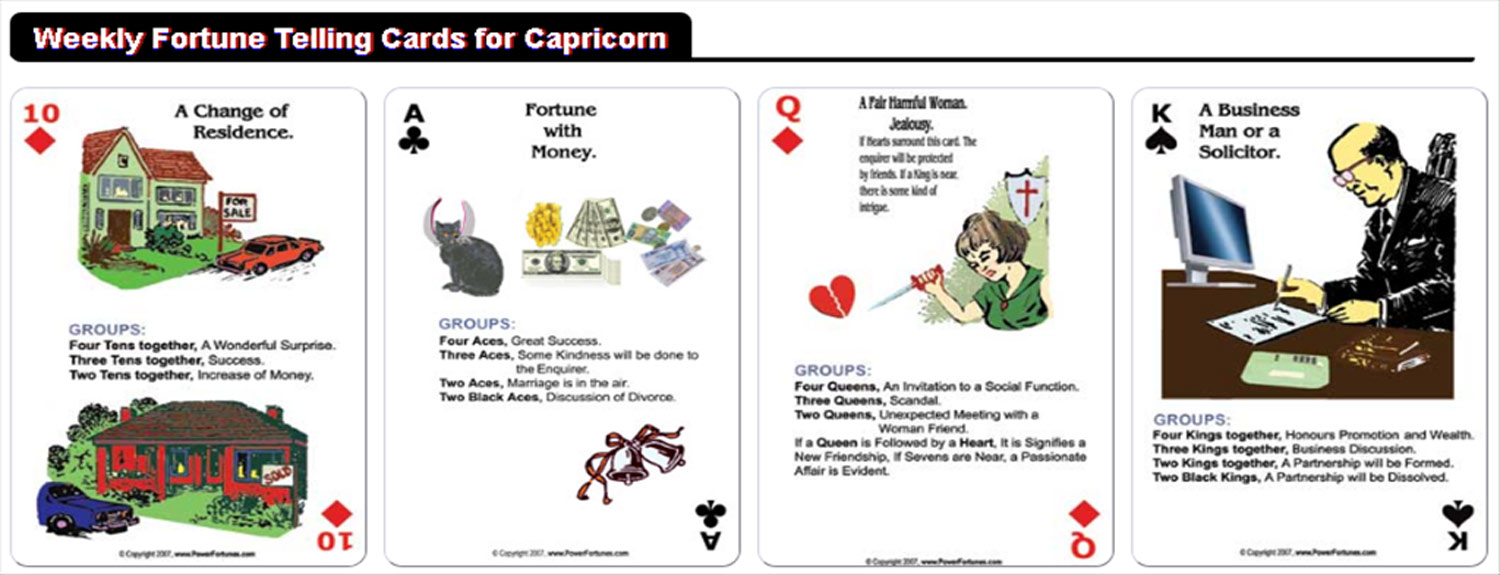 Weekly Fortune Telling Cards for Capricorn
10
A Change of
Residence.
FOR
SALE
GROUPS:
Four Tens together, A Wonderful Surprise.
Three Tens together, Success.
Two Tens together, Increase of Money.
SOLD
10
© Copyright 2007, www.PowerFortunes.com
A
Fortune
with
Money.
GROUPS:
Four Aces, Great Success.
Three Aces, Some Kindness will be done to
the Enquirer.
Two Aces, Marriage is in the air.
Two Black Aces, Discussion of Divorce.
A
© Copyright 2007, www.PowerFortunes.com
Q
A Fair Harmful Woman.
Jealousy.
If Hearts surround this card. The
enquirer will be protected
by friends. If a King is near,
there is some kind of
intrigue.
GROUPS:
Four Queens, An Invitation to a Social Function.
Three Queens, Scandal.
Two Queens, Unexpected Meeting with a
Woman Friend.
If a Queen is Followed by a Heart, It is Signifies a
New Friendship, If Sevens are Near, a Passionate
Affair is Evident.
Q
© Copyright 2007, www.PowerFortunes.com
K
A Business
Man or a
Solicitor.
GROUPS:
Four Kings together, Honours Promotion and Wealth.
Three Kings together, Business Discussion.
Two Kings together, A Partnership will be Formed.
Two Black Kings, A Partnership will be Dissolved.
K
© Copyright 2007, www.PowerFortunes.com